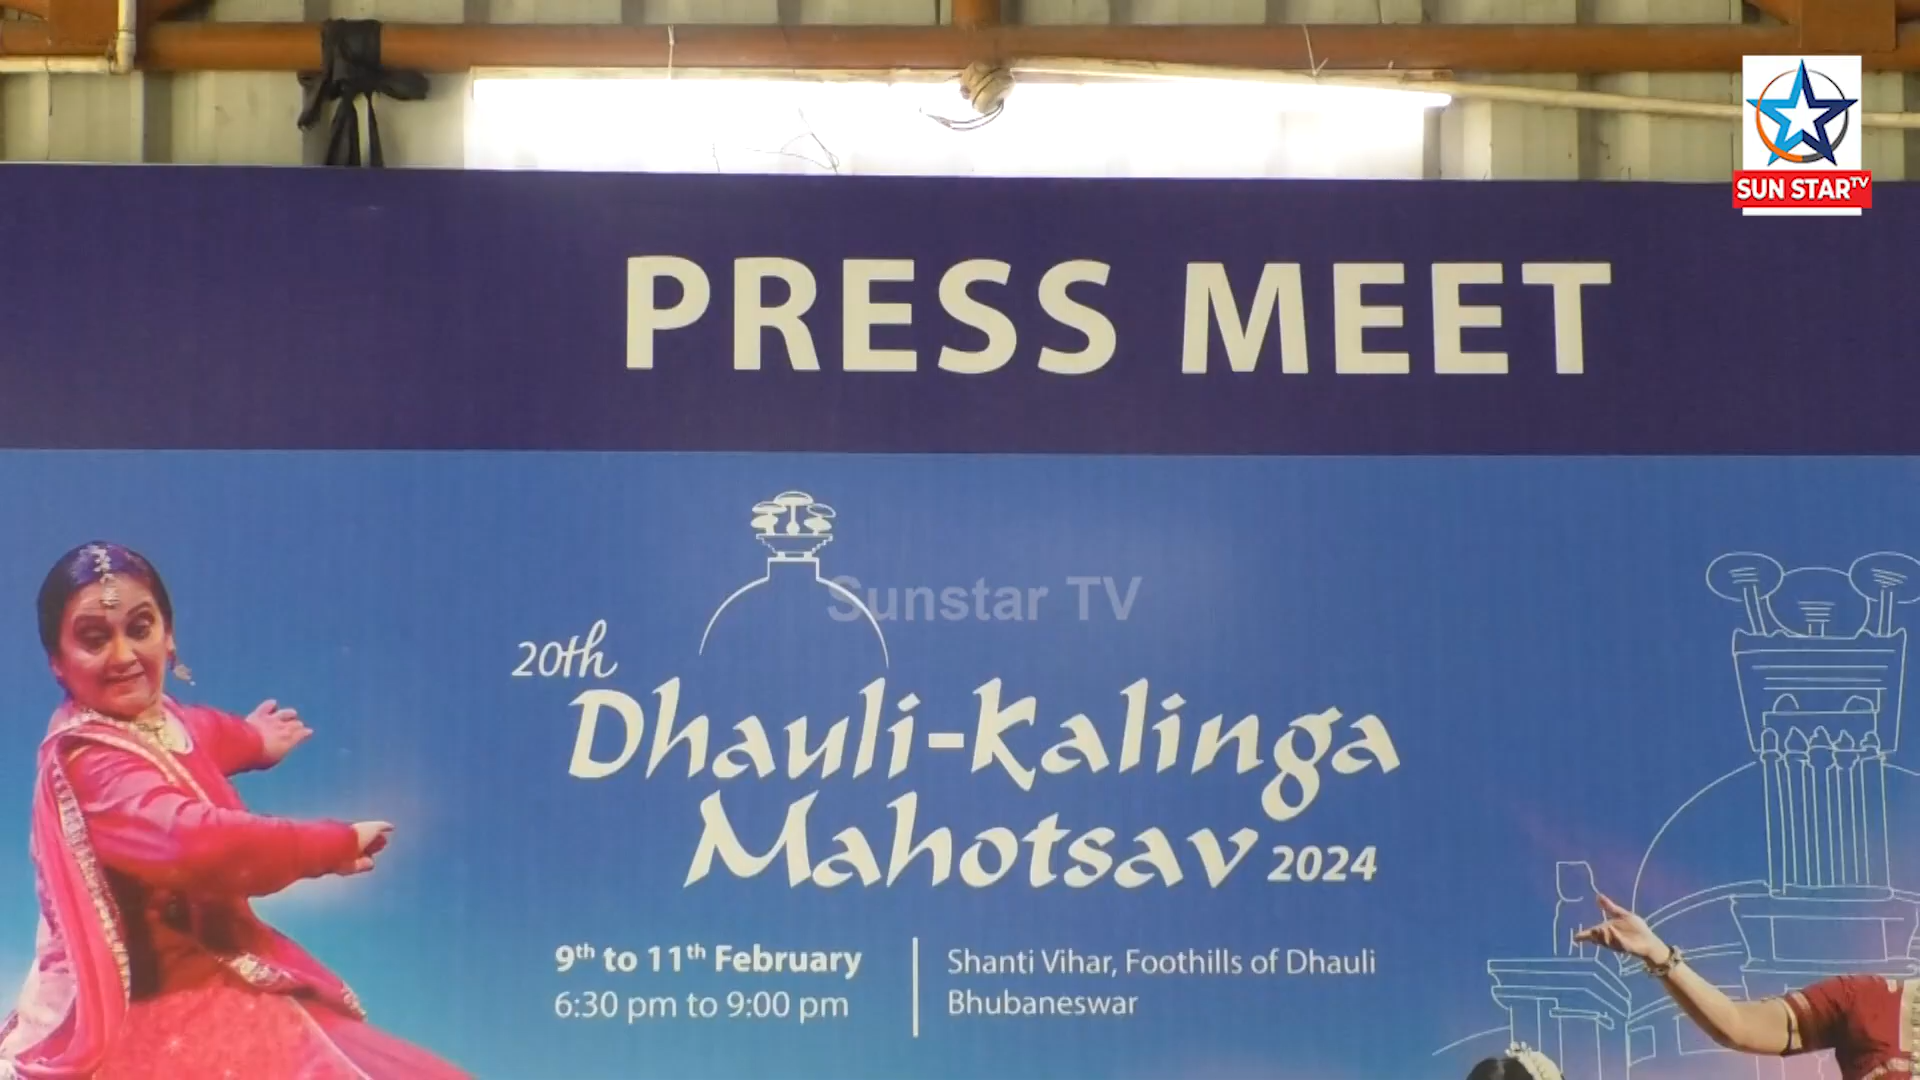 SUN STAR TV
PRESS MEET
Sunstar TV
20th
Dhauli-Kalinga
Mahotsav 2024
9th to 11th February
6:30 pm to 9:00 pm
Shanti Vihar, Foothills of Dhauli
Bhubaneswar